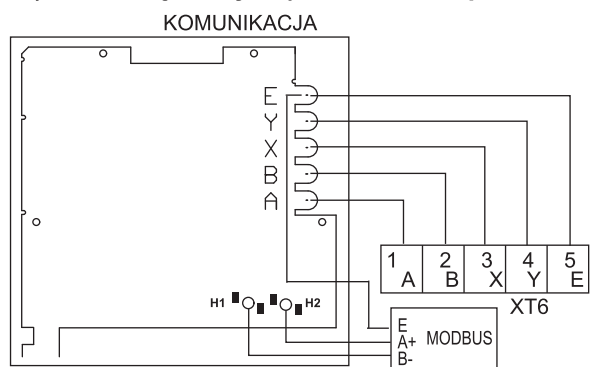 KOMUNIKACJA
E
Y
X
B
A
1 2 3 4 5
A B X Y E
XT6
H1 H2
E
A+ MODBUS
B-